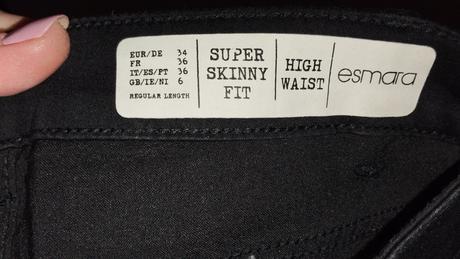 EUR/DE 34
FR 36
IT/ES/PT 36
GB/IE/NI 6
REGULAR LENGTH
SUPER
SKINNY
FIT
HIGH
WAIST
esmara